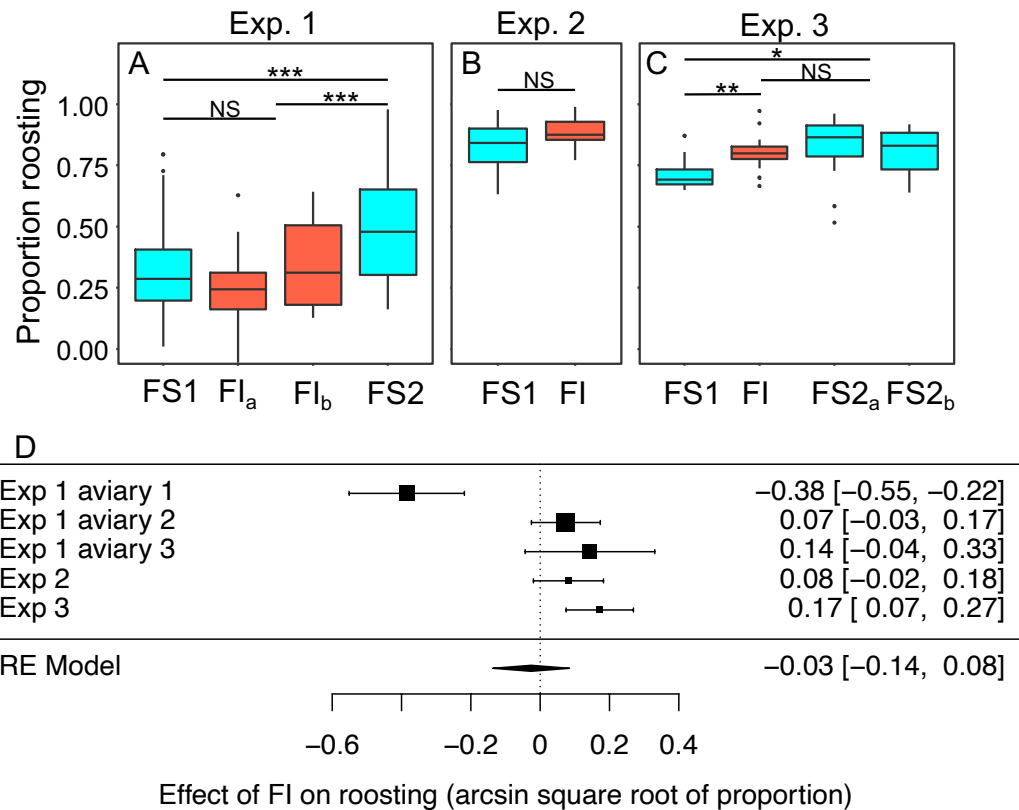 Exp. 1 Exp. 2 Exp. 3
A B C
*** NS * NS
NS *** **
Proportion roosting
1.00
0.75
0.50
0.25
0.00
FS1 FIa FIb FS2 FS1 FI FS1 FI FS2a FS2b
D
Exp 1 aviary 1 −0.38 [−0.55, −0.22]
Exp 1 aviary 2 0.07 [−0.03, 0.17]
Exp 1 aviary 3 0.14 [−0.04, 0.33]
Exp 2 0.08 [−0.02, 0.18]
Exp 3 0.17 [ 0.07, 0.27]
RE Model −0.03 [−0.14, 0.08]
−0.6 −0.2 0 0.2 0.4
Effect of FI on roosting (arcsin square root of proportion)